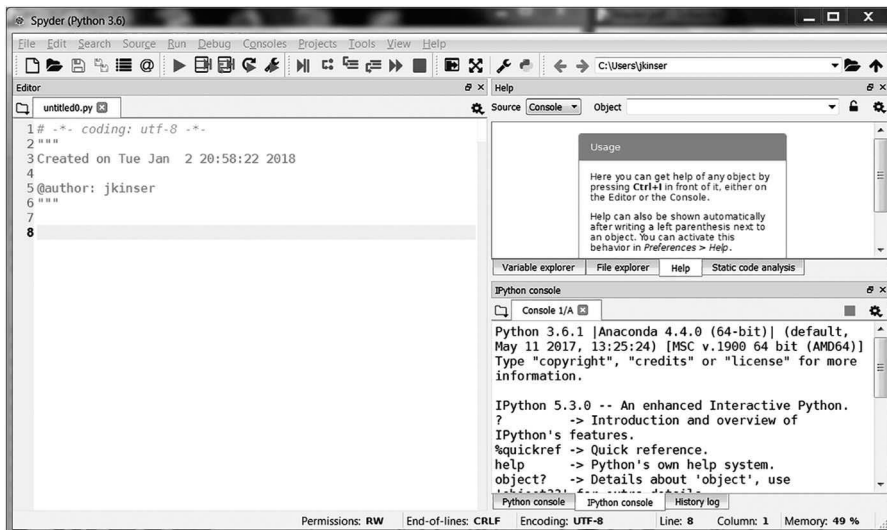 Spyder (Python 3.6)
File Edit Search Source Run Debug Consoles Projects Tools View Help
C:\Users\jkinser
Editor
untitled0.py
1 # -*- coding: utf-8 -*-
2 """
3 Created on Tue Jan  2 20:58:22 2018
4
5 @author: jkinser
6 """
7
8
Help
Source Console Object
Usage
Here you can get help of any object by
pressing Ctrl+I in front of it, either on
the Editor or the Console.
Help can also be shown automatically
after writing a left parenthesis next to
an object. You can activate this
behavior in Preferences > Help.
Variable explorer File explorer Help Static code analysis
IPython console
Console 1/A
Python 3.6.1 |Anaconda 4.4.0 (64-bit)| (default,
May 11 2017, 13:25:24) [MSC v.1900 64 bit (AMD64)]
Type "copyright", "credits" or "license" for more
information.
IPython 5.3.0 -- An enhanced Interactive Python.
?         -> Introduction and overview of
IPython's features.
%quickref -> Quick reference.
help      -> Python's own help system.
object?   -> Details about 'object', use
'object??' for extra details.
Python console IPython console History log
Permissions: RW End-of-lines: CRLF Encoding: UTF-8 Line: 8 Column: 1 Memory: 49 %